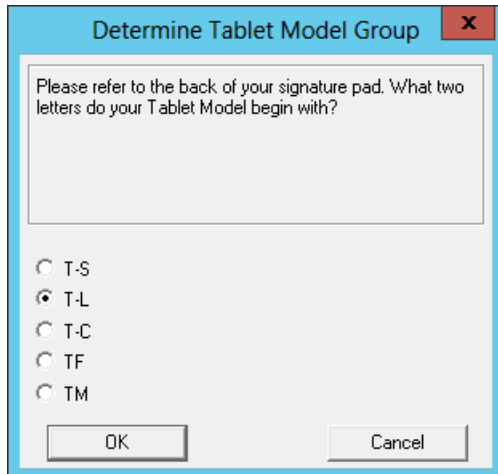 Determine Tablet Model Group
x
Please refer to the back of your signature pad. What two
letters do your Tablet Model begin with?
T-S
T-L
T-C
TF
TM
OK Cancel